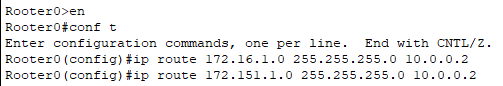 Rooter0>en
Rooter0#conf t
Enter configuration commands, one per line.  End with CNTL/Z.
Rooter0(config)#ip route 172.16.1.0 255.255.255.0 10.0.0.2
Rooter0(config)#ip route 172.151.1.0 255.255.255.0 10.0.0.2